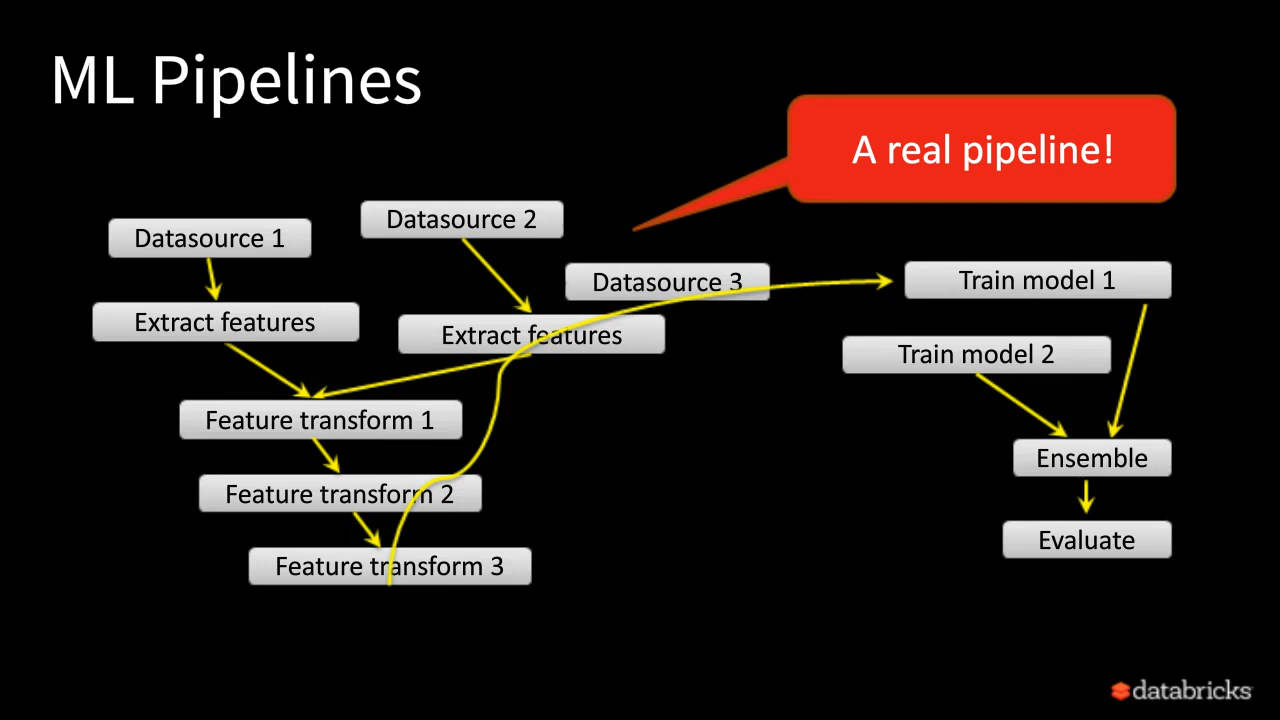 ML Pipelines
A real pipeline!
Datasource 1
Datasource 2
Datasource 3
Train model 1
Extract features
Extract features
Train model 2
Feature transform 1
Ensemble
Feature transform 2
Evaluate
Feature transform 3
databricks